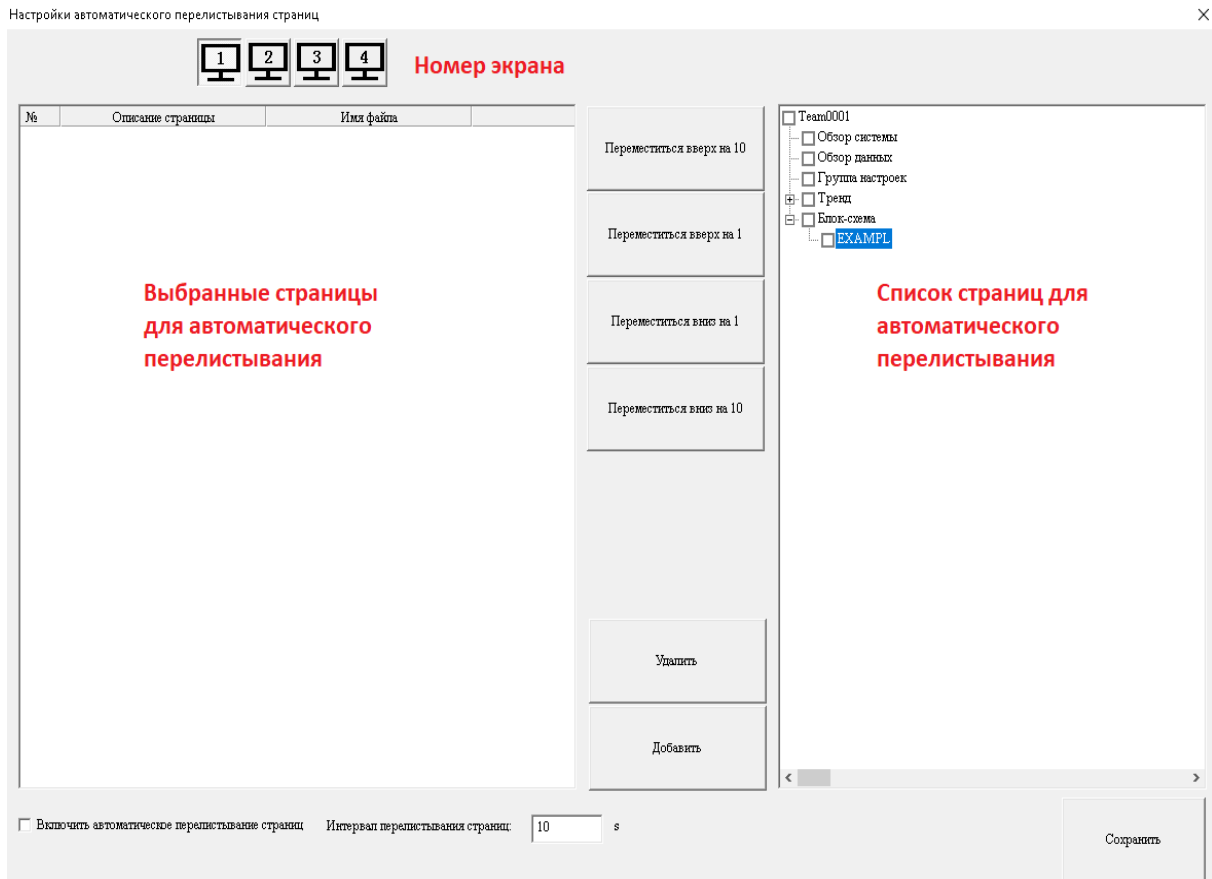 Настройки автоматического перелистывания страниц
1 2 3 4 Номер экрана
№ Описание страницы Имя файла
Переместиться вверх на 10
Переместиться вверх на 1
Переместиться вниз на 1
Переместиться вниз на 10
Удалить
Добавить
Выбранные страницы
для автоматического
перелистывания
Team0001
Обзор системы
Обзор данных
Группа настроек
Тренд
Блок-схема
EXAMPL
Список страниц для
автоматического
перелистывания
Включить автоматическое перелистывание страниц Интервал перелистывания страниц: 10 s
Сохранить